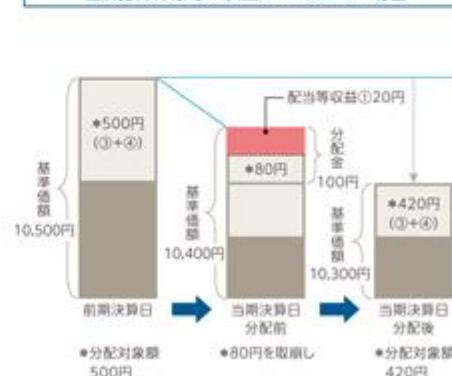 *500円
(③+④)
基準価額
10,500円
前期決算日
*分配対象額
500円
配当等収益①20円
*80円
分配金
100円
基準価額
10,400円
当期決算日
分配前
*80円を取崩し
*420円
(③+④)
基準価額
10,300円
当期決算日
分配後
*分配対象額
420円